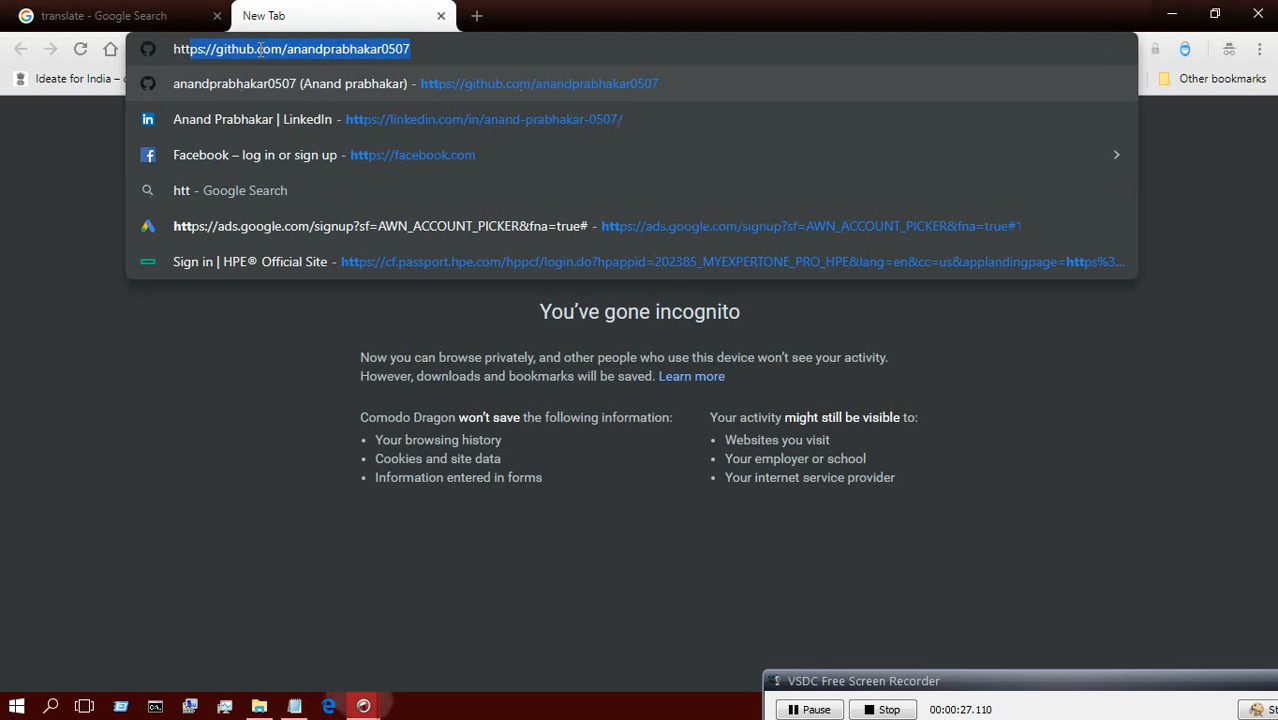 translate - Google Search
New Tab
https://github.com/anandprabhakar0507
anandprabhakar0507 (Anand prabhakar) - https://github.com/anandprabhakar0507
Ideate for India –
Other bookmarks
Anand Prabhakar | LinkedIn - https://linkedin.com/in/anand-prabhakar-0507/
Facebook – log in or sign up - https://facebook.com
htt - Google Search
https://ads.google.com/signup?sf=AWN_ACCOUNT_PICKER&fna=true# - https://ads.google.com/signup?sf=AWN_ACCOUNT_PICKER&fna=true#1
Sign in | HPE® Official Site - https://cf.passport.hpe.com/hppcf/login.do?hpappid=202385_MYEXPERTONE_PRO_HPE&lang=en&cc=us&applandingpage=https%3...
You’ve gone incognito
Now you can browse privately, and other people who use this device won’t see your activity.
However, downloads and bookmarks will be saved. Learn more
Comodo Dragon won’t save the following information:
• Your browsing history
• Cookies and site data
• Information entered in forms
Your activity might still be visible to:
• Websites you visit
• Your employer or school
• Your internet service provider
VSDC Free Screen Recorder
Pause
Stop
00:00:27.110
St